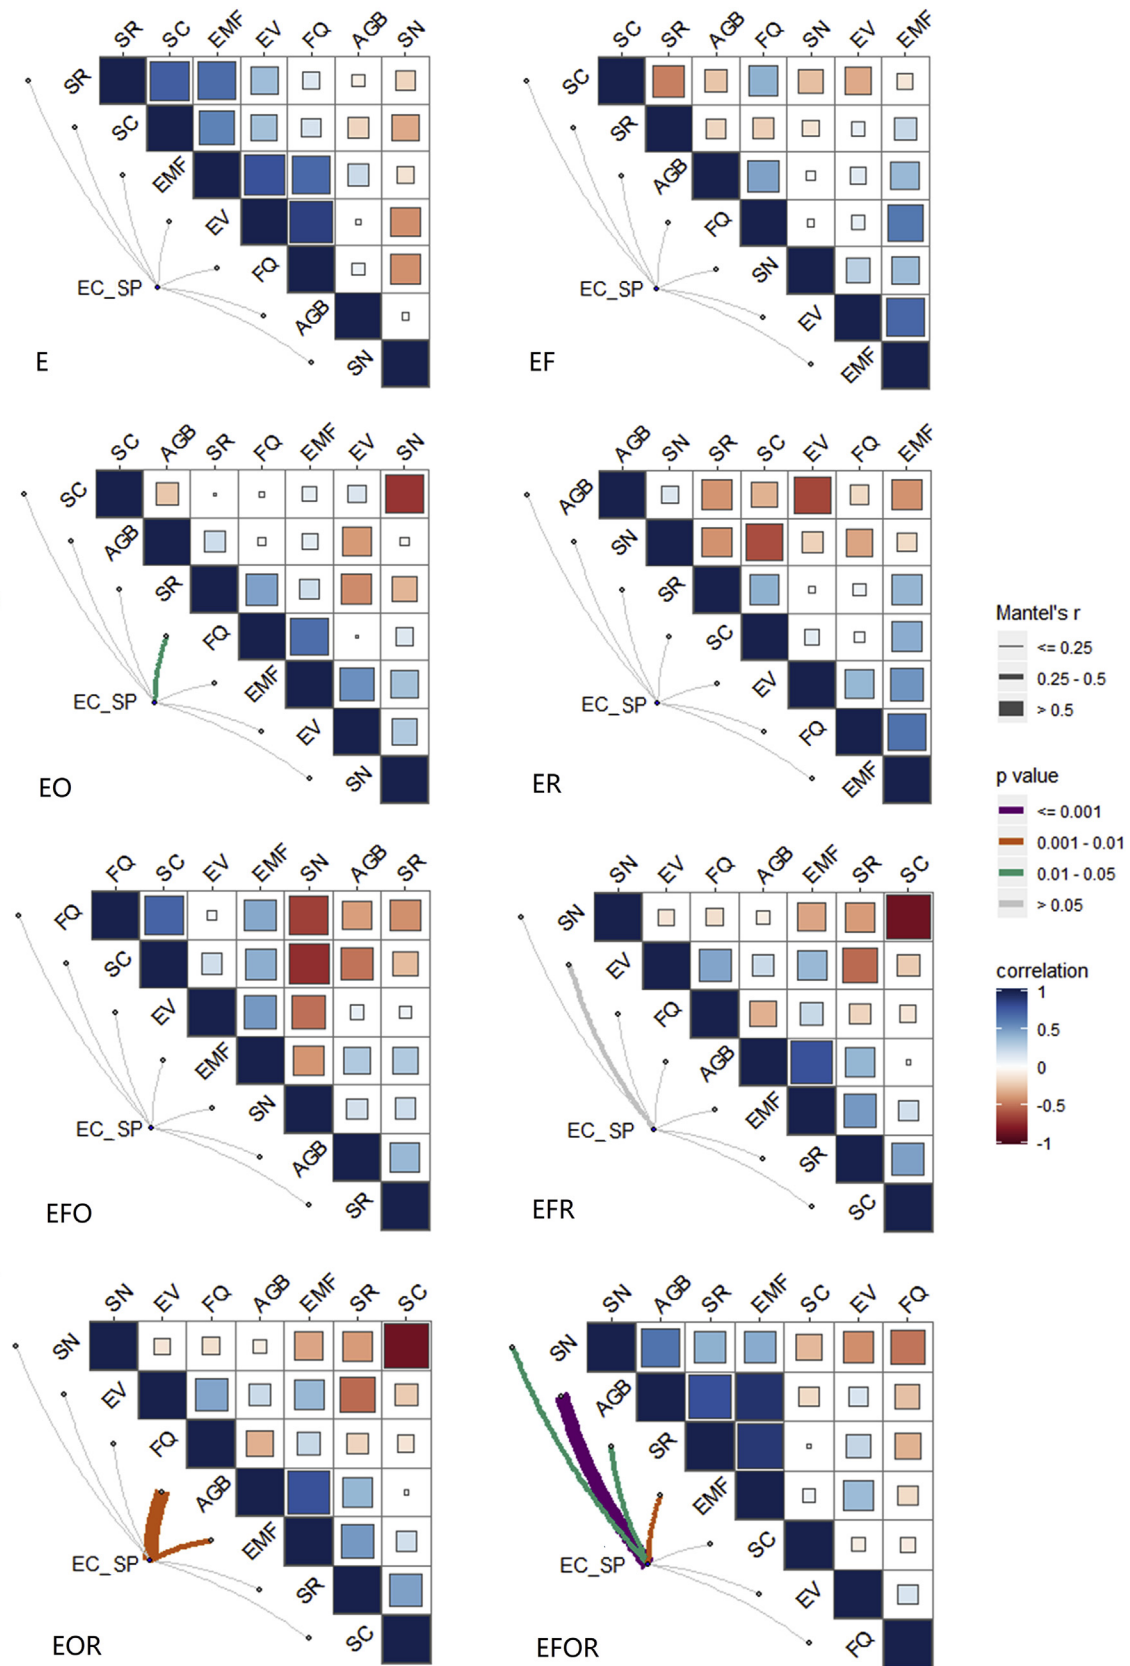 SR SC EMF EV FQ AGB SN
SR
SC
EMF
EV
FQ
AGB
SN
EC_SP
E
SC SR AGB FQ SN EV EMF
SC
SR
AGB
FQ
SN
EV
EMF
EC_SP
EF
SC AGB SR FQ EMF EV SN
SC
AGB
SR
FQ
EMF
EV
SN
EC_SP
EO
AGB SN SR SC EV FQ EMF
AGB
SN
SR
SC
EV
FQ
EMF
EC_SP
ER
FQ SC EV EMF SN AGB SR
FQ
SC
EV
EMF
SN
AGB
SR
EC_SP
EFO
SN EV FQ AGB EMF SR SC
SN
EV
FQ
AGB
EMF
SR
SC
EC_SP
EFR
SN EV FQ AGB EMF SR SC
SN
EV
FQ
AGB
EMF
SR
SC
EC_SP
EOR
SN AGB SR EMF SC EV FQ
SN
AGB
SR
EMF
SC
EV
FQ
EC_SP
EFOR
Mantel's r
<= 0.25
0.25 - 0.5
> 0.5
p value
<= 0.001
0.001 - 0.01
0.01 - 0.05
> 0.05
correlation
1
0.5
0
-0.5
-1